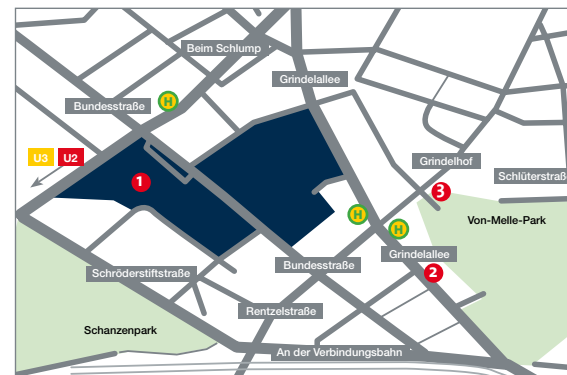 Beim Schlump
Grindelallee
Bundesstraße
H
U3 U2
Grindelhof
1
3
Schlüterstraße
H
Von-Melle-Park
H
Grindelallee
Bundesstraße
2
Schröderstiftstraße
Rentzelstraße
Schanzenpark
An der Verbindungsbahn